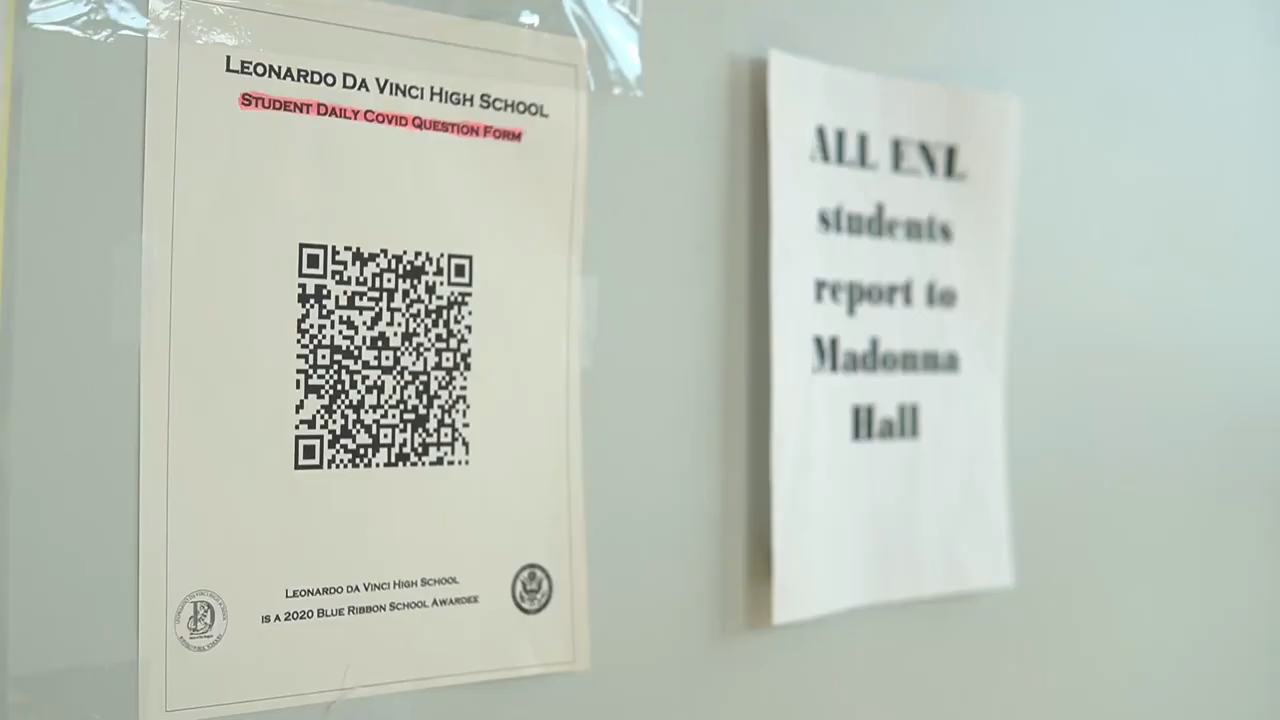 LEONARDO DA VINCI HIGH SCHOOL
STUDENT DAILY COVID QUESTION FORM
LEONARDO DA VINCI HIGH SCHOOL
IS A 2020 BLUE RIBBON SCHOOL AWARDEE
ALL ENL
students
report to
Madonna
Hall